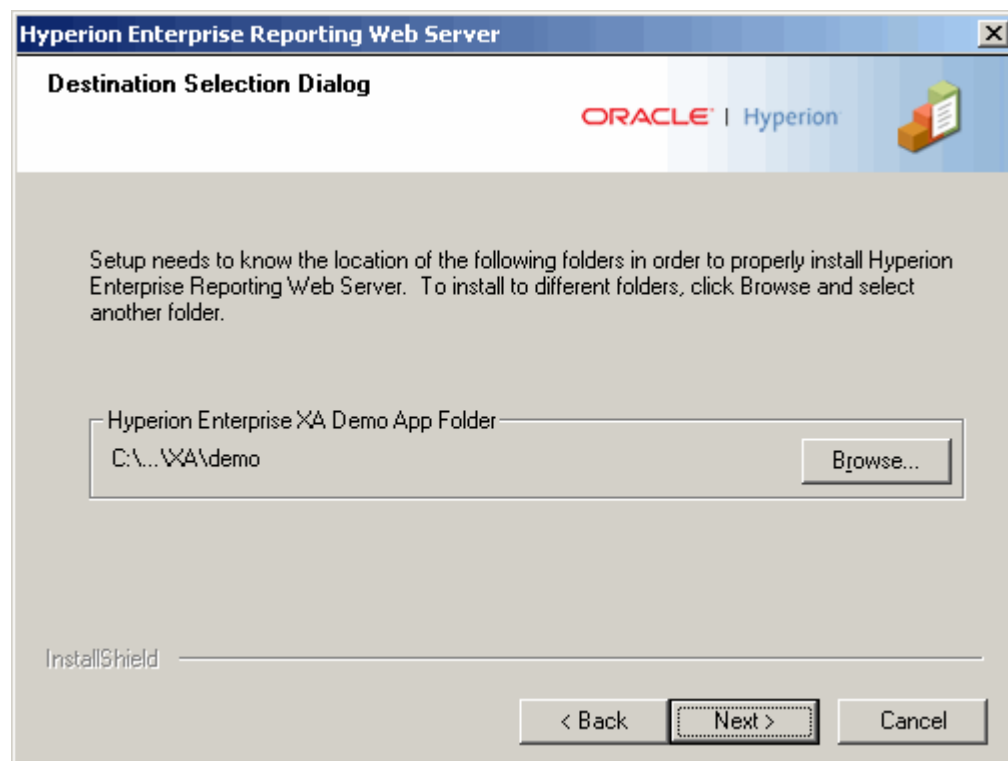 Hyperion Enterprise Reporting Web Server
Destination Selection Dialog
ORACLE | Hyperion
Setup needs to know the location of the following folders in order to properly install Hyperion
Enterprise Reporting Web Server. To install to different folders, click Browse and select
another folder.
Hyperion Enterprise XA Demo App Folder
C:\...\XA\demo
Browse...
InstallShield
< Back
Next >
Cancel